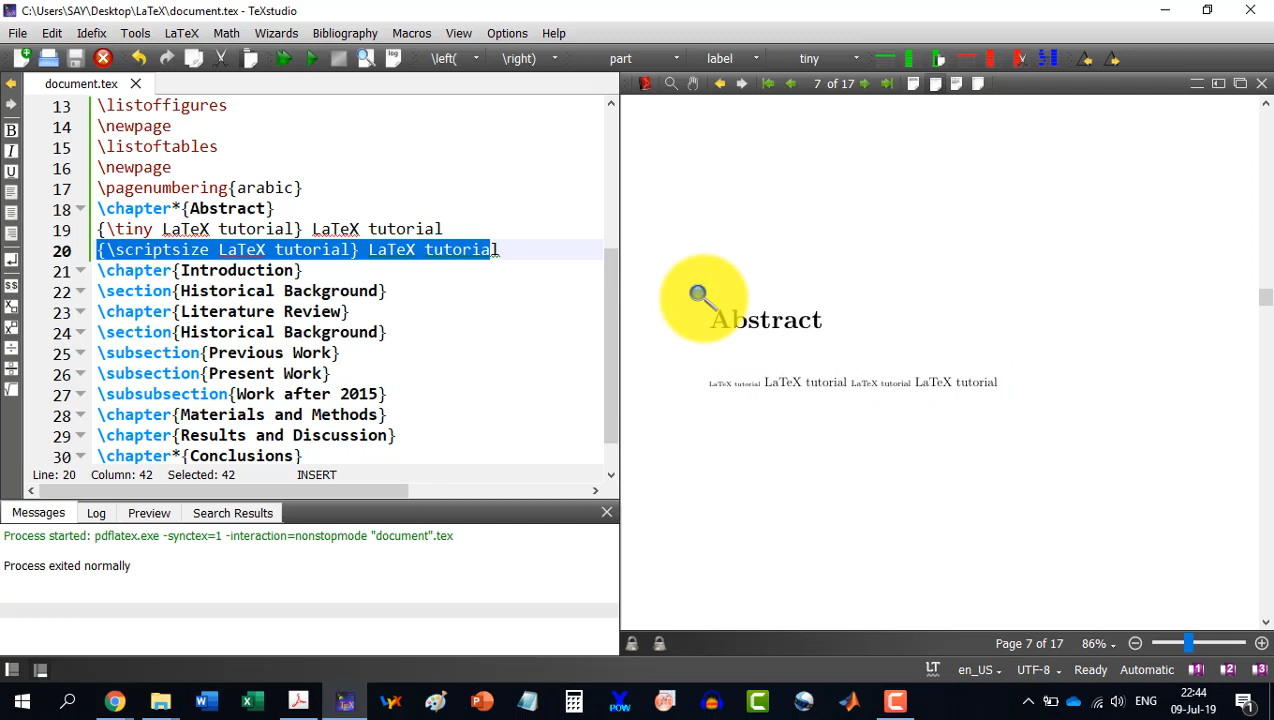 C:\Users\SAY\Desktop\LaTeX\document.tex - TeXstudio
File Edit Idefix Tools LaTeX Math Wizards Bibliography Macros View Options Help
log \left( \right) part label tiny
document.tex
7 of 17
13 \listoffigures
14 \newpage
15 \listoftables
16 \newpage
17 \pagenumbering{arabic}
18 \chapter*{Abstract}
19 {\tiny LaTeX tutorial} LaTeX tutorial
20 {\scriptsize LaTeX tutorial} LaTeX tutorial
21 \chapter{Introduction}
22 \section{Historical Background}
23 \chapter{Literature Review}
24 \section{Historical Background}
25 \subsection{Previous Work}
26 \subsection{Present Work}
27 \subsubsection{Work after 2015}
28 \chapter{Materials and Methods}
29 \chapter{Results and Discussion}
30 \chapter*{Conclusions}
Line: 20 Column: 42 Selected: 42 INSERT
Messages Log Preview Search Results
Process started: pdflatex.exe -synctex=1 -interaction=nonstopmode "document".tex
Process exited normally
Abstract
LaTeX tutorial LaTeX tutorial LaTeX tutorial LaTeX tutorial
Page 7 of 17 86%
LT en_US UTF-8 Ready Automatic 1 2 3
ENG
22:44
09-Jul-19
1